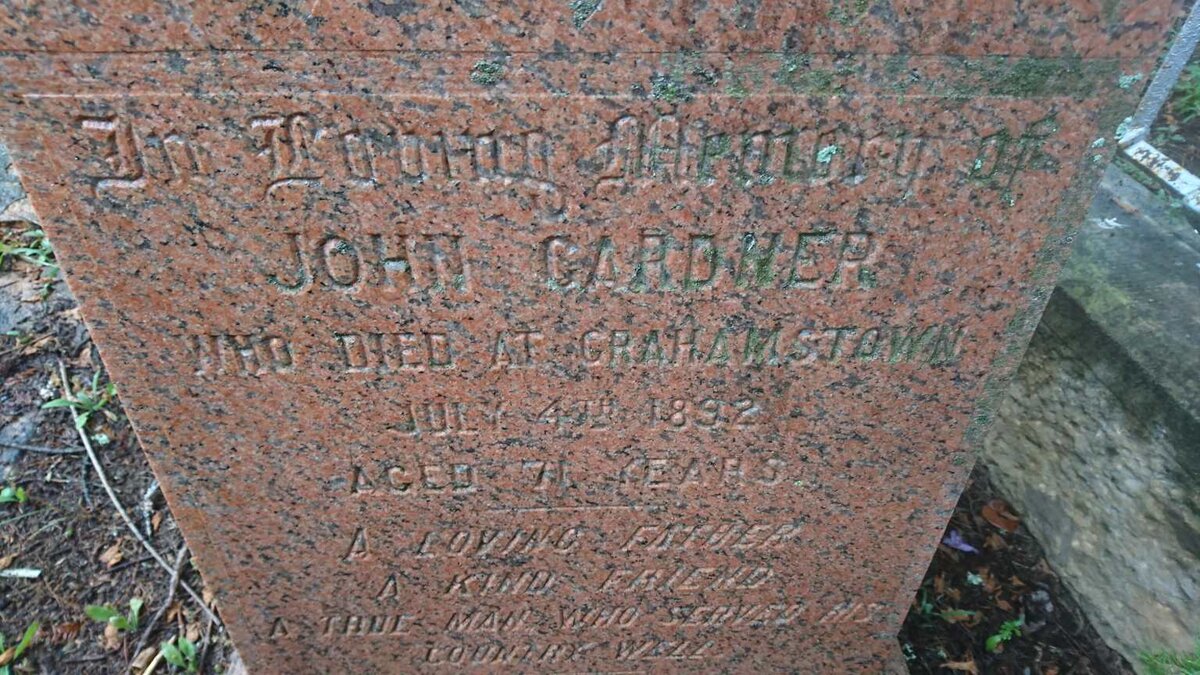 In Loving Memory of
JOHN GARDNER
WHO DIED AT GRAHAMSTOWN
JULY 4TH 1892
AGED 71 YEARS.
A LOVING FATHER
A KIND FRIEND
A TRUE MAN WHO SERVED HIS
COUNTRY WELL